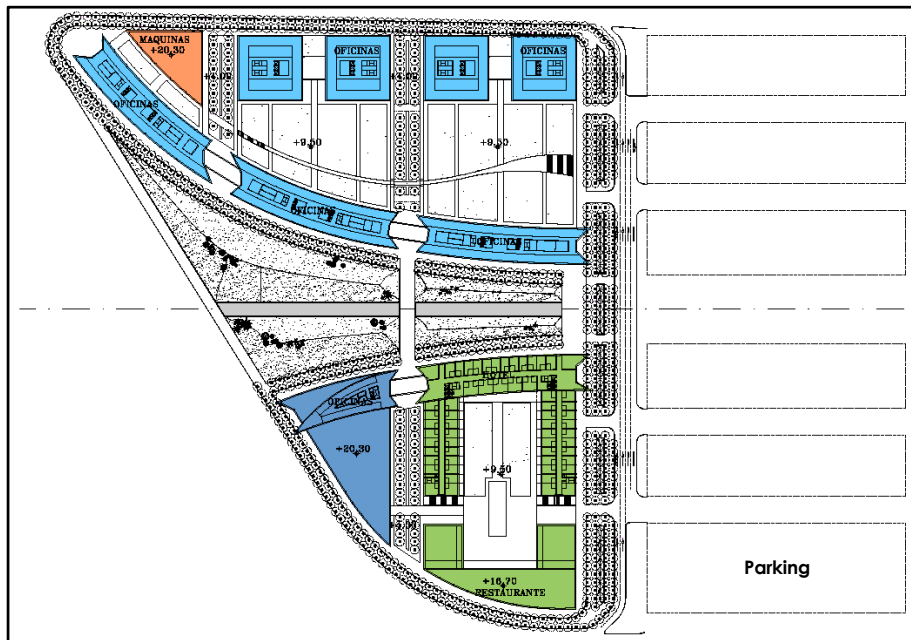 MAQUINAS
+20,30
OFICINAS
OFICINAS
+4,00
+4,00
OFICINAS
+9,50
+9,50
OFICINAS
OFICINAS
HOTEL
OFICINAS
+20,30
+9,50
+16,70
RESTAURANTE
Parking